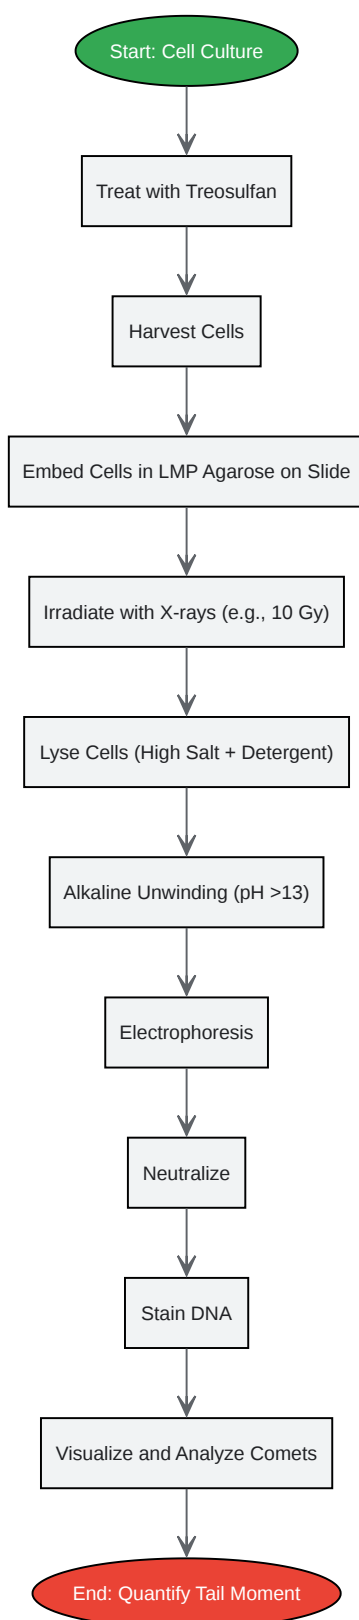 Start: Cell Culture
Treat with Treosulfan
Harvest Cells
Embed Cells in LMP Agarose on Slide
Irradiate with X-rays (e.g., 10 Gy)
Lyse Cells (High Salt + Detergent)
Alkaline Unwinding (pH >13)
Electrophoresis
Neutralize
Stain DNA
Visualize and Analyze Comets
End: Quantify Tail Moment